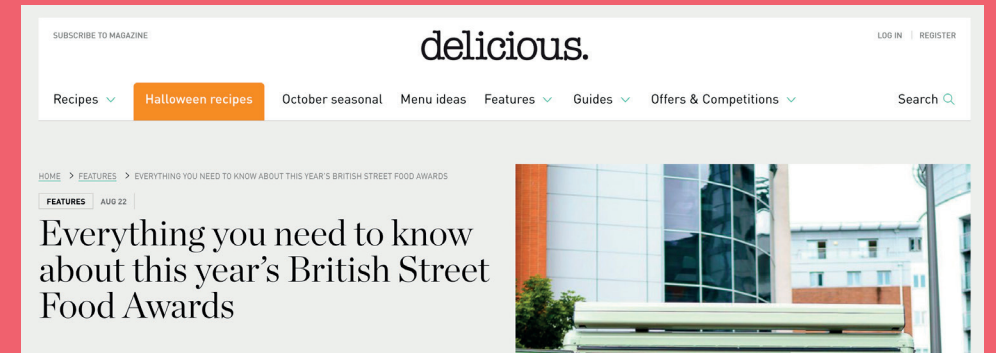 SUBSCRIBE TO MAGAZINE
delicious.
LOG IN | REGISTER
Recipes Halloween recipes October seasonal Menu ideas Features Guides Offers & Competitions Search
HOME > FEATURES > EVERYTHING YOU NEED TO KNOW ABOUT THIS YEAR'S BRITISH STREET FOOD AWARDS
FEATURES AUG 22
Everything you need to know
about this year’s British Street
Food Awards